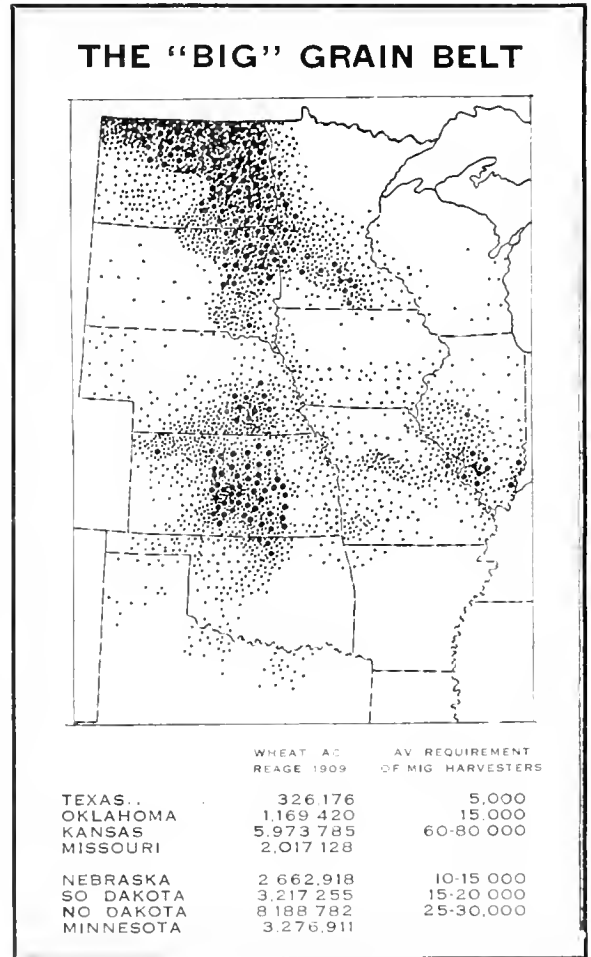 THE “BIG” GRAIN BELT
WHEAT AC AV REQUIREMENT
REAGE 1909 OF MIG HARVESTERS
TEXAS.. . 326,176 5,000
OKLAHOMA 1,169 420 15,000
KANSAS 5,973 785 60-80 000
MISSOURI 2,017 128
NEBRASKA 2 662,918 10-15 000
SO DAKOTA 3,217 255 15-20 000
NO DAKOTA 8 188 782 25-30,000
MINNESOTA 3,276,911